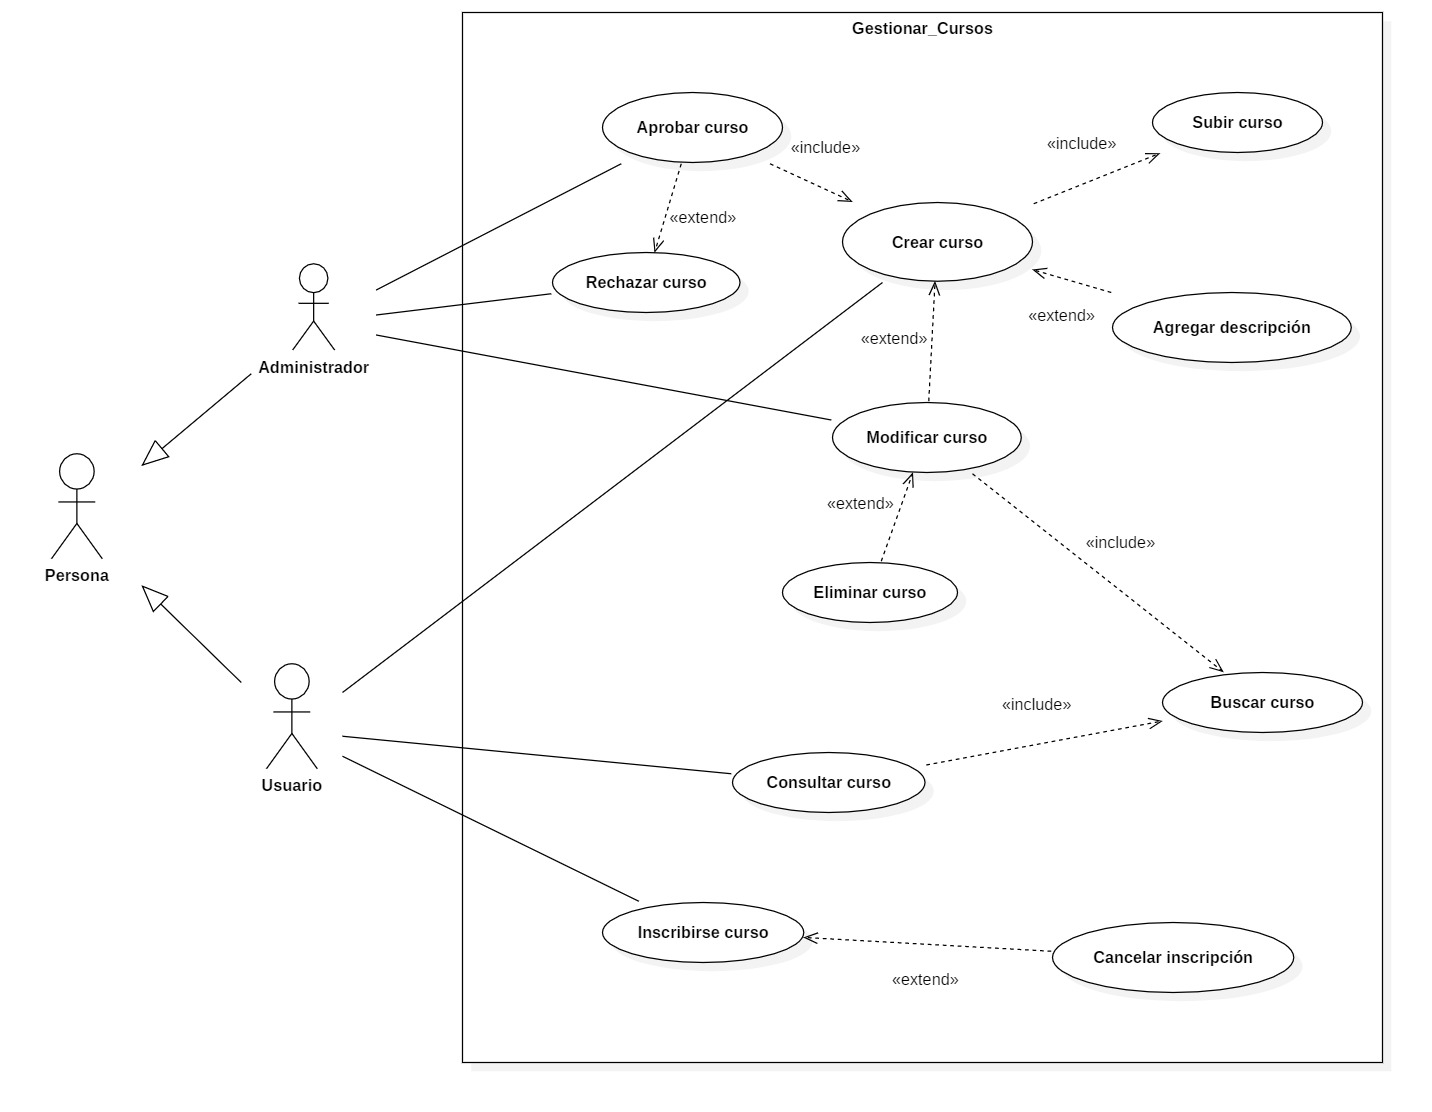 Gestionar_Cursos
Aprobar curso
Subir curso
«include»
«include»
«extend»
Crear curso
Rechazar curso
Agregar descripción
«extend»
«extend»
Administrador
Modificar curso
«extend»
«include»
Persona
Eliminar curso
Buscar curso
«include»
Usuario
Consultar curso
Inscribirse curso
Cancelar inscripción
«extend»